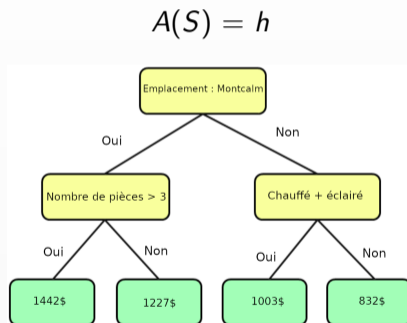 A(S) = h
Emplacement : Montcalm
Oui
Non
Nombre de pièces > 3
Chauffé + éclairé
Oui
Non
Oui
Non
1442$
1227$
1003$
832$